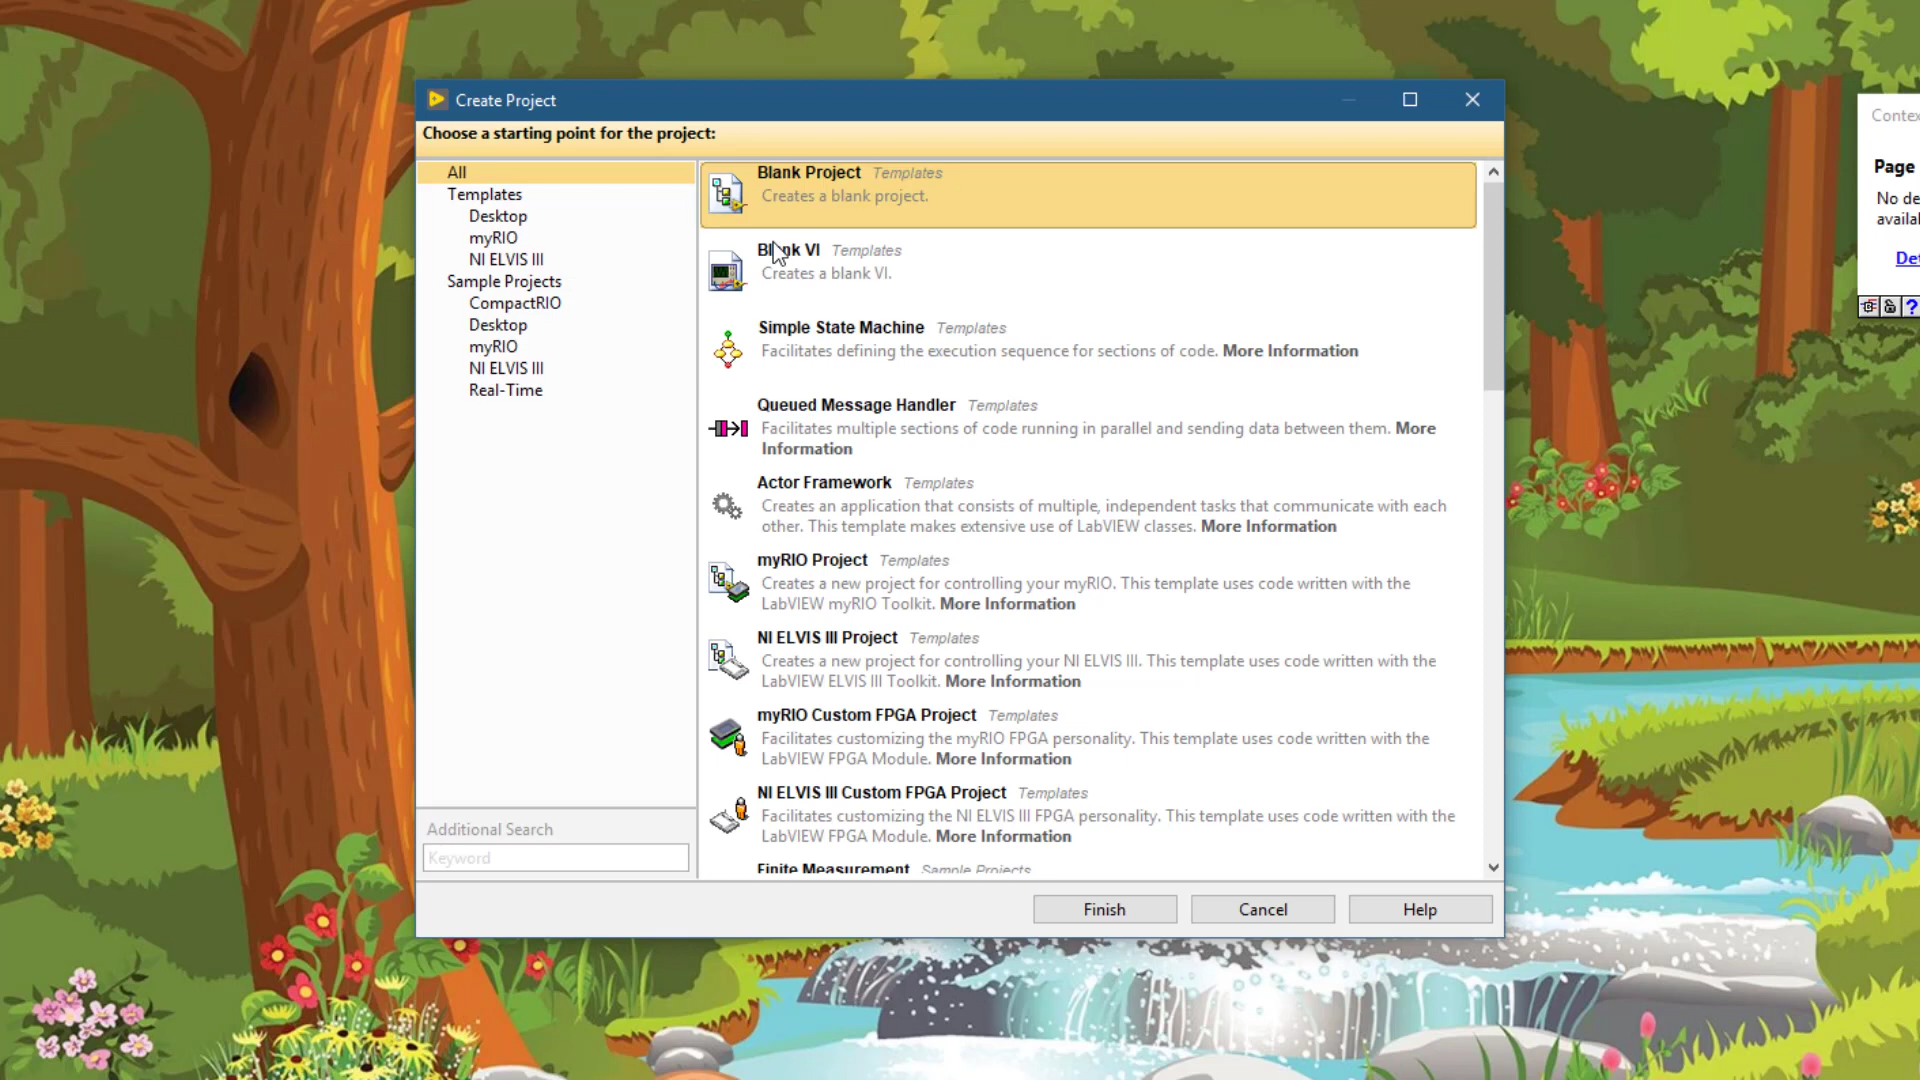 Create Project
Choose a starting point for the project:
All
Templates
Desktop
myRIO
NI ELVIS III
Sample Projects
CompactRIO
Desktop
myRIO
NI ELVIS III
Real-Time
Additional Search
Keyword
Blank Project Templates
Creates a blank project.
Blank VI Templates
Creates a blank VI.
Simple State Machine Templates
Facilitates defining the execution sequence for sections of code. More Information
Queued Message Handler Templates
Facilitates multiple sections of code running in parallel and sending data between them. More
Information
Actor Framework Templates
Creates an application that consists of multiple, independent tasks that communicate with each
other. This template makes extensive use of LabVIEW classes. More Information
myRIO Project Templates
Creates a new project for controlling your myRIO. This template uses code written with the
LabVIEW myRIO Toolkit. More Information
NI ELVIS III Project Templates
Creates a new project for controlling your NI ELVIS III. This template uses code written with the
LabVIEW ELVIS III Toolkit. More Information
myRIO Custom FPGA Project Templates
Facilitates customizing the myRIO FPGA personality. This template uses code written with the
LabVIEW FPGA Module. More Information
NI ELVIS III Custom FPGA Project Templates
Facilitates customizing the NI ELVIS III FPGA personality. This template uses code written with the
LabVIEW FPGA Module. More Information
Finite Measurement Sample Projects
Finish
Cancel
Help
Contex
Page
No de
availal
Det
?